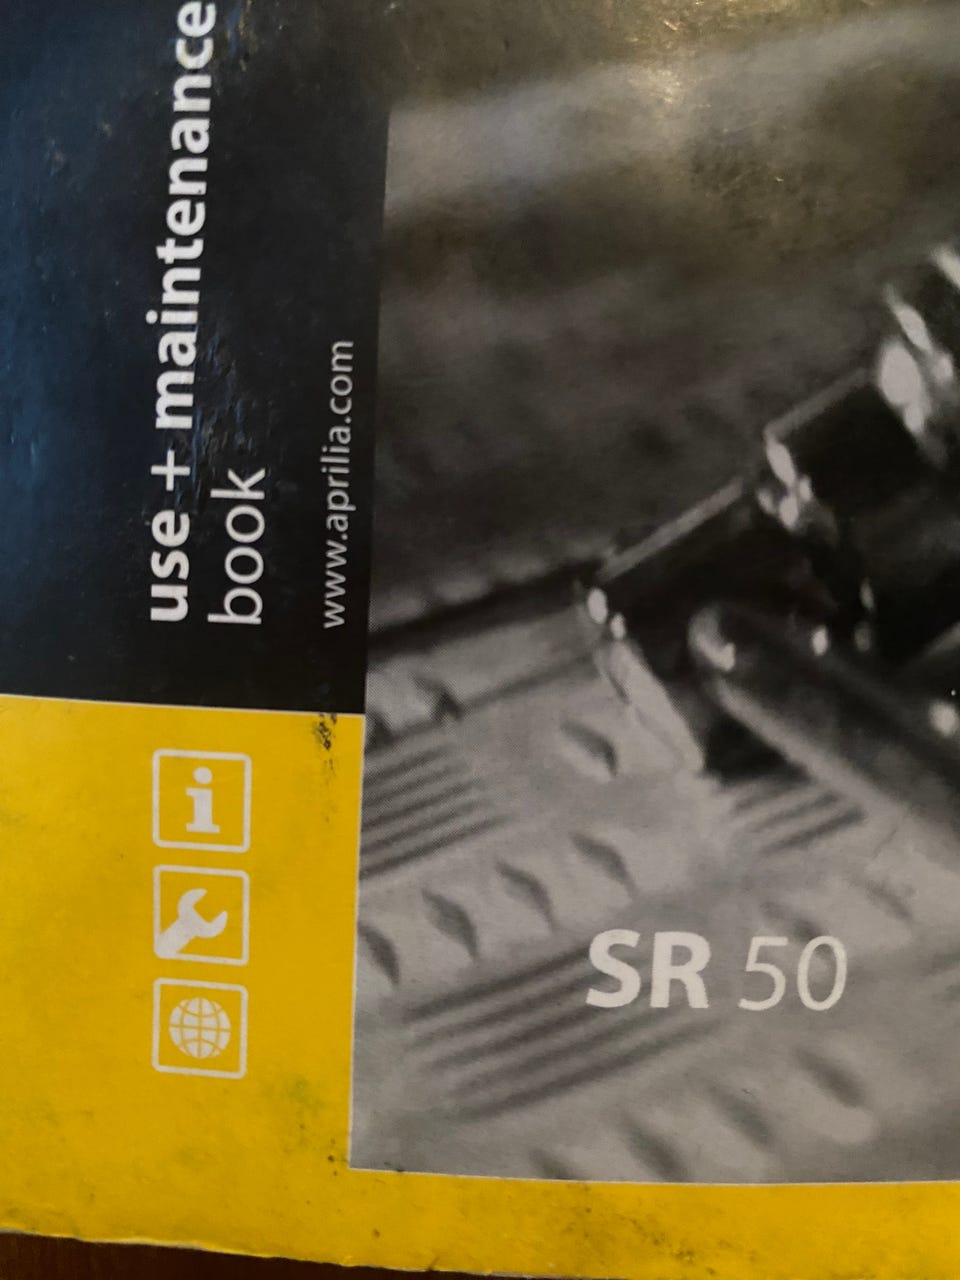 use + maintenance
book
www.aprilia.com
i
SR 50